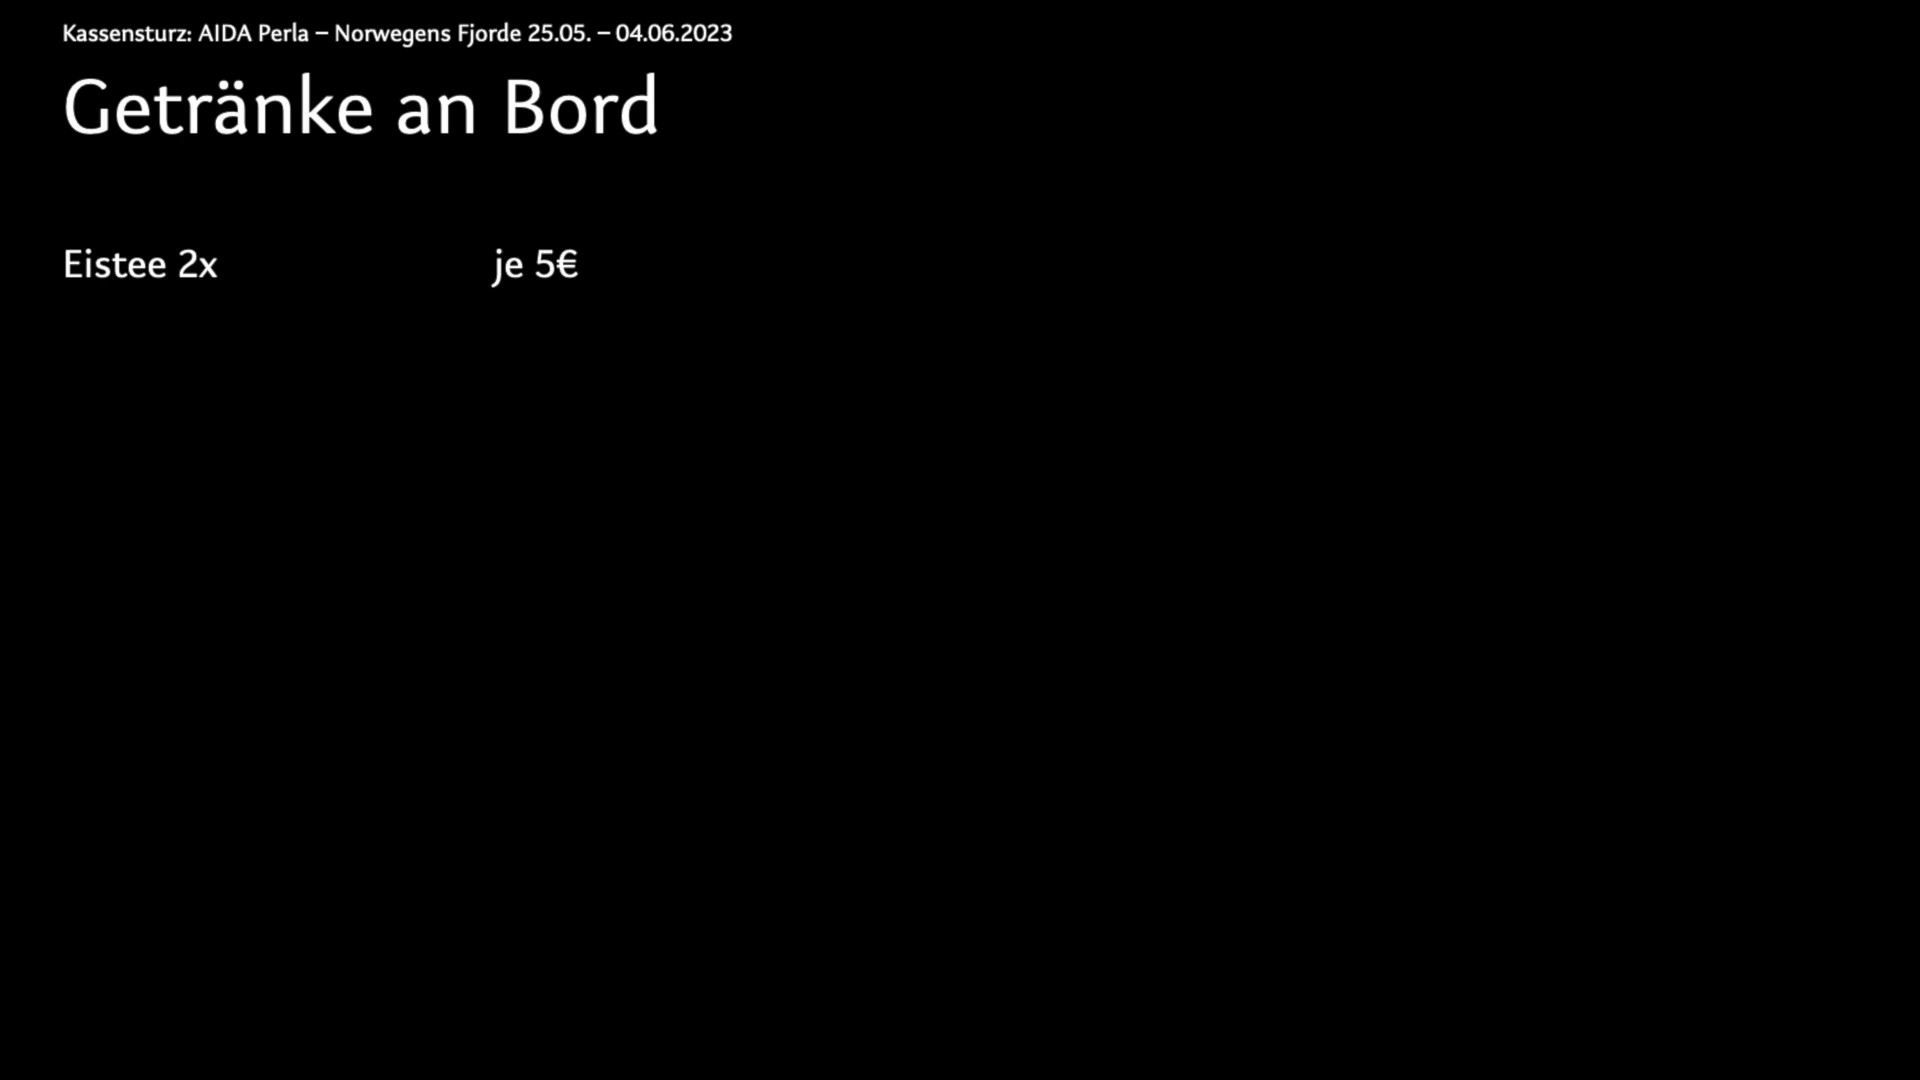 Kassensturz: AIDA Perla – Norwegens Fjorde 25.05. – 04.06.2023
Getränke an Bord
Eistee 2x je 5€